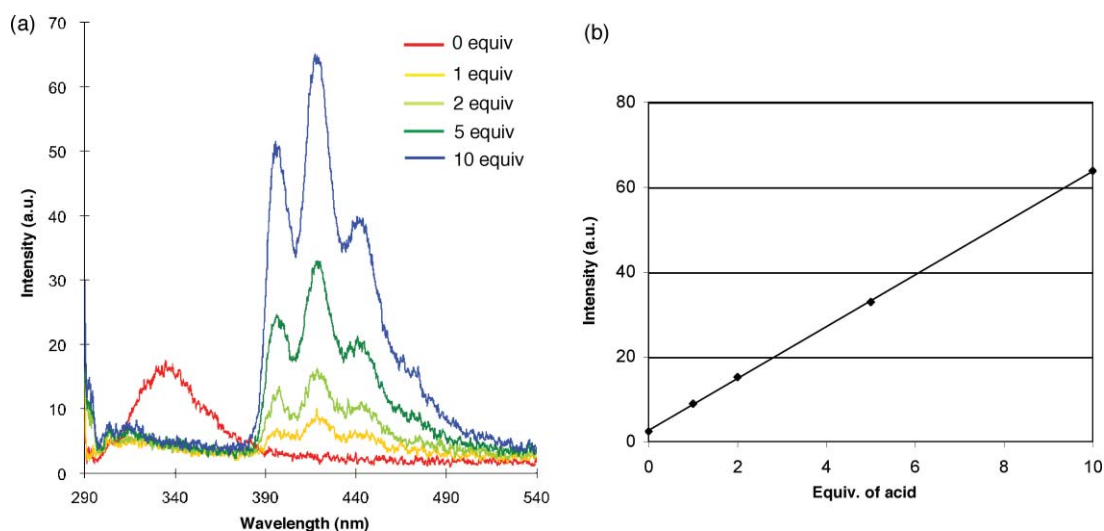 (a)
70
60
50
40
30
20
10
0
Intensity (a.u.)
290 340 390 440 490 540
Wavelength (nm)
0 equiv
1 equiv
2 equiv
5 equiv
10 equiv
(b)
80
60
40
20
0
Intensity (a.u.)
0 2 4 6 8 10
Equiv. of acid